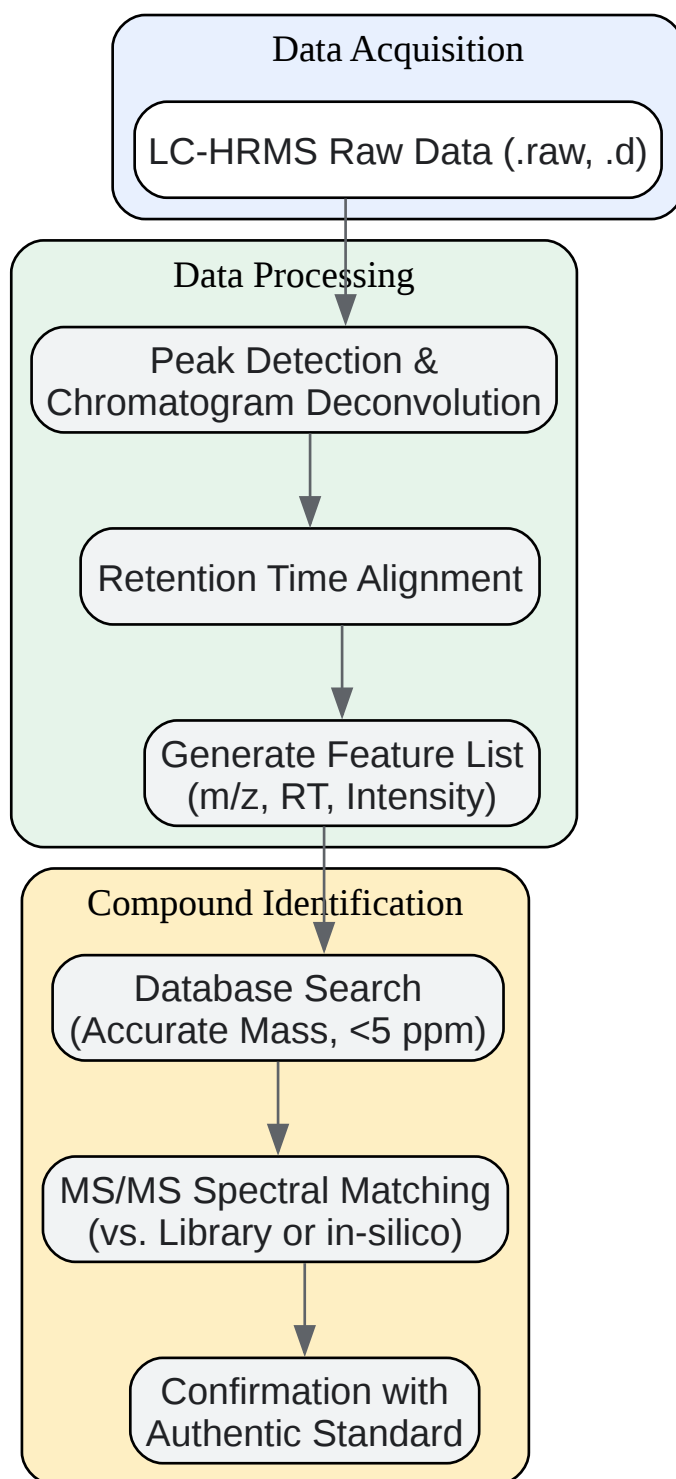 Data Acquisition
LC-HRMS Raw Data (.raw, .d)
Data Processing
Peak Detection &
Chromatogram Deconvolution
Retention Time Alignment
Generate Feature List
(m/z, RT, Intensity)
Compound Identification
Database Search
(Accurate Mass, <5 ppm)
MS/MS Spectral Matching
(vs. Library or in-silico)
Confirmation with
Authentic Standard